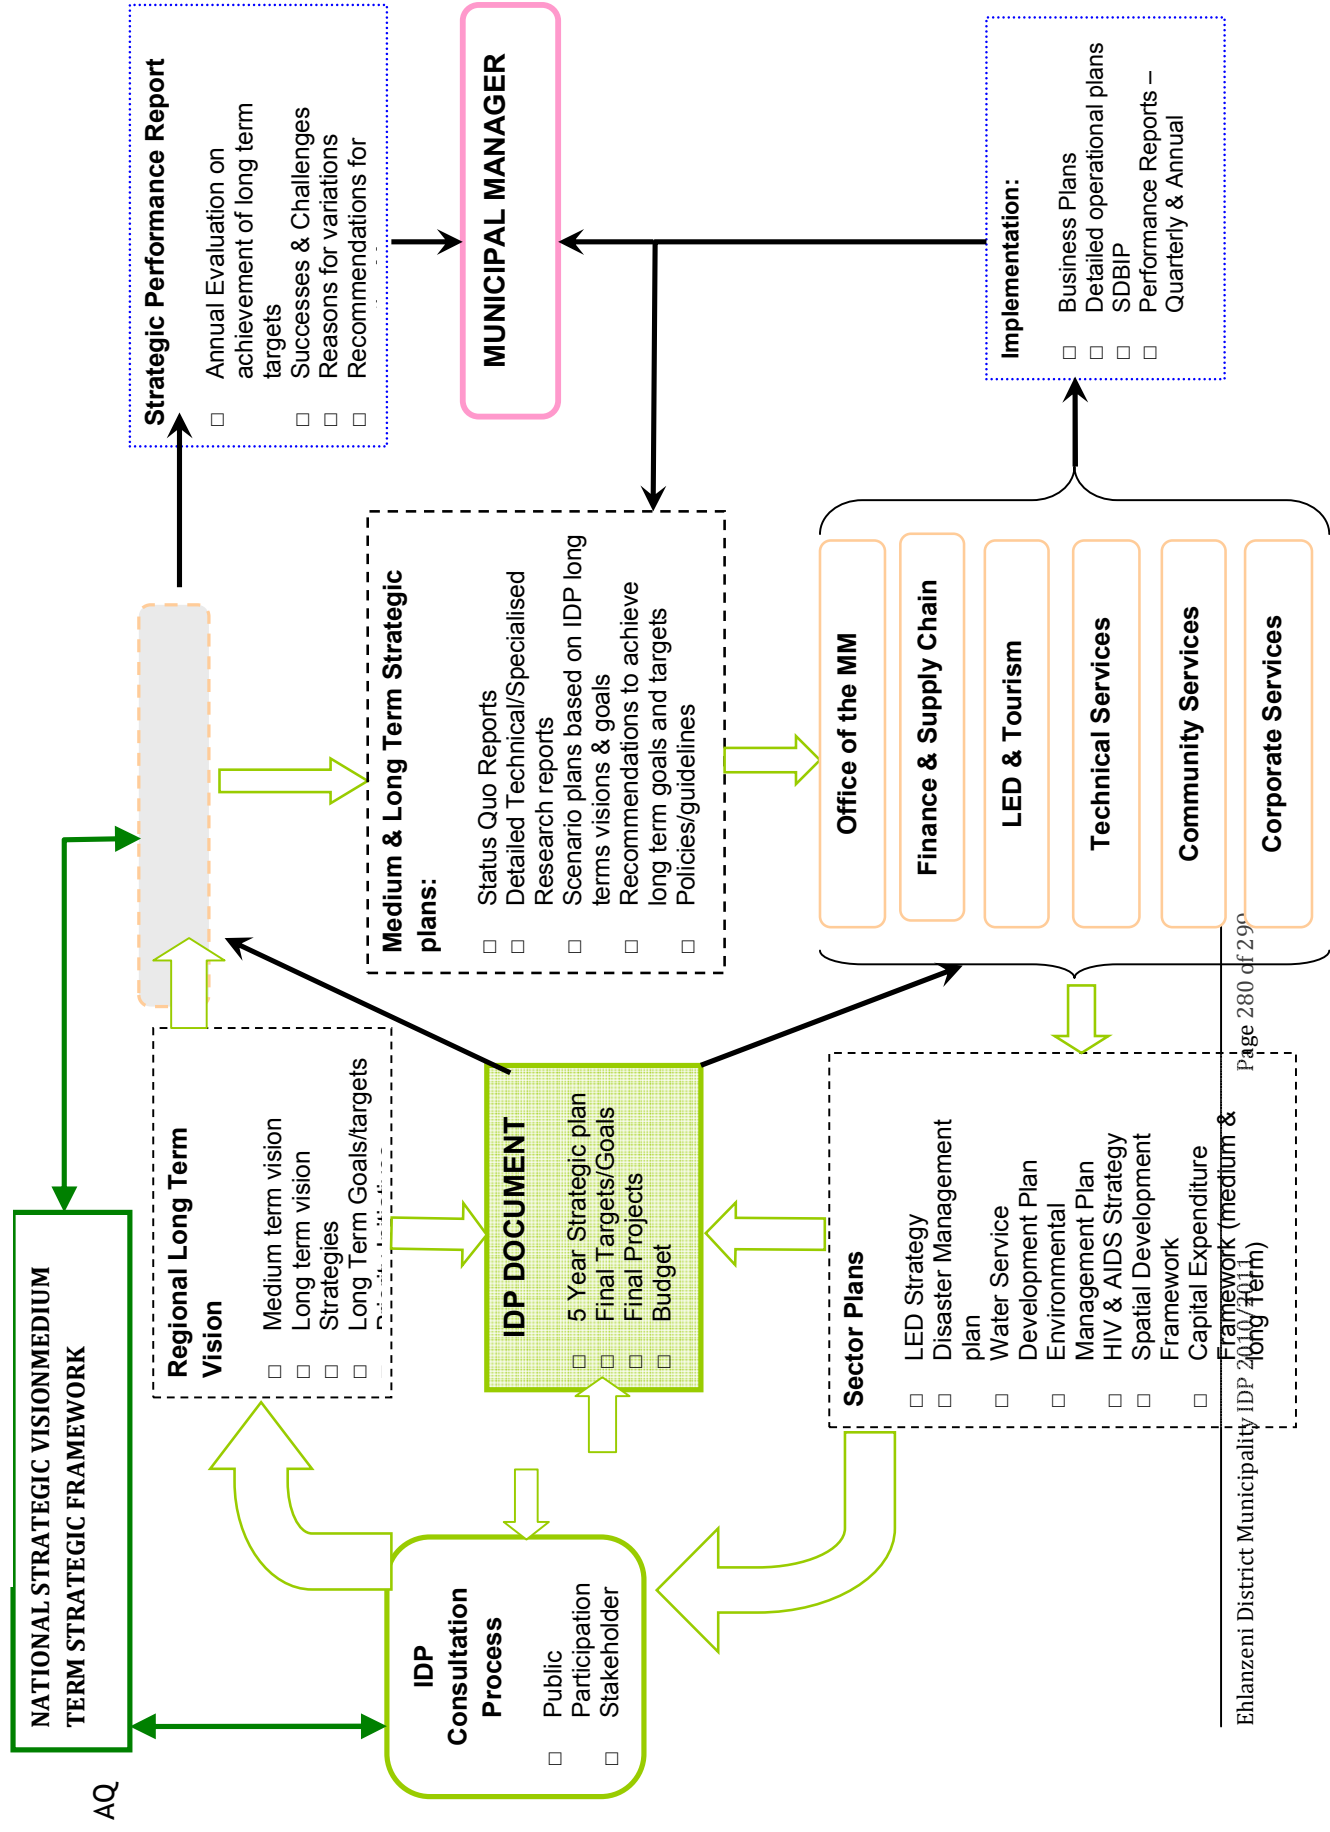 AQ
NATIONAL STRATEGIC VISIONMEDIUM
TERM STRATEGIC FRAMEWORK
Strategic Performance Report
Annual Evaluation on
achievement of long term
targets
Successes & Challenges
Reasons for variations
Recommendations for
Regional Long Term
Vision
Medium term vision
Long term vision
Strategies
Long Term Goals/targets
MUNICIPAL MANAGER
Medium & Long Term Strategic
plans:
Status Quo Reports
Detailed Technical/Specialised
Research reports
Scenario plans based on IDP long
terms visions & goals
Recommendations to achieve
long term goals and targets
Policies/guidelines
IDP
Consultation
Process
Public
Participation
Stakeholder
IDP DOCUMENT
5 Year Strategic plan
Final Targets/Goals
Final Projects
Budget
Office of the MM
Finance & Supply Chain
LED & Tourism
Technical Services
Community Services
Corporate Services
Implementation:
Business Plans
Detailed operational plans
SDBIP
Performance Reports –
Quarterly & Annual
Sector Plans
LED Strategy
Disaster Management
plan
Water Service
Development Plan
Environmental
Management Plan
HIV & AIDS Strategy
Spatial Development
Framework
Capital Expenditure
Framework (medium &
long Term)
Ehlanzeni District Municipality IDP 2010/2011 Page 280 of 299